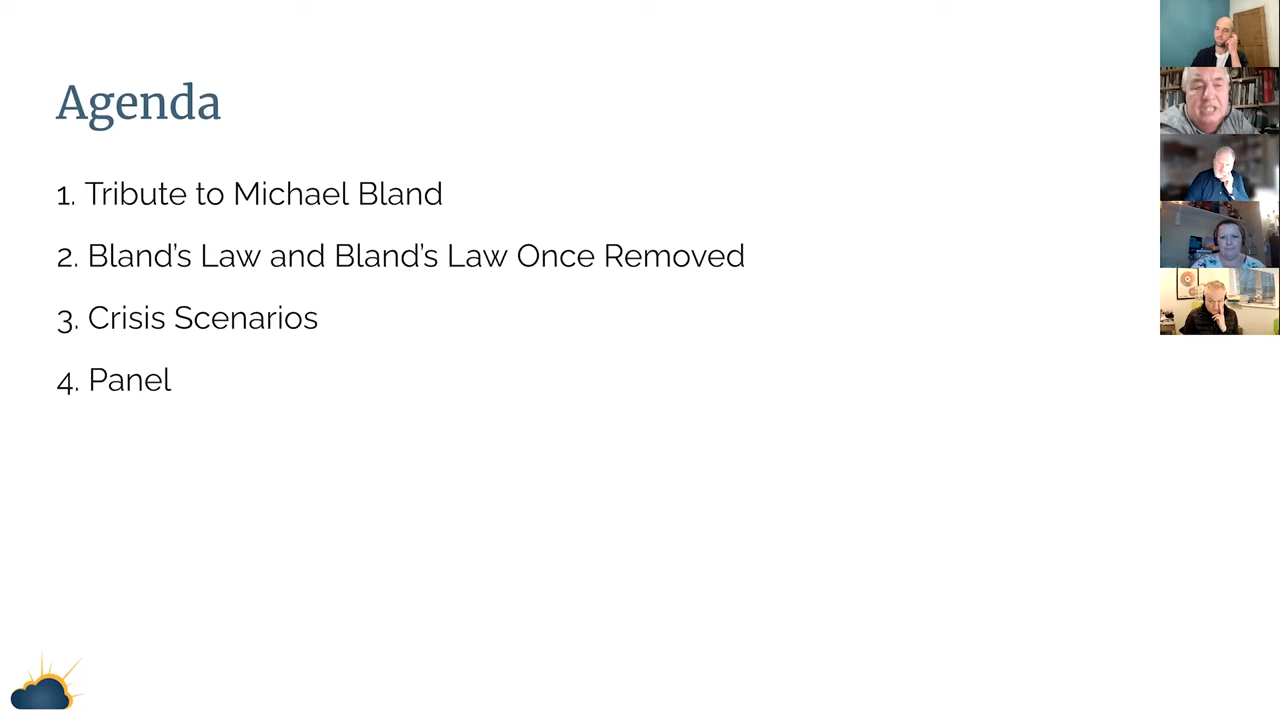 Agenda
1. Tribute to Michael Bland
2. Bland’s Law and Bland’s Law Once Removed
3. Crisis Scenarios
4. Panel